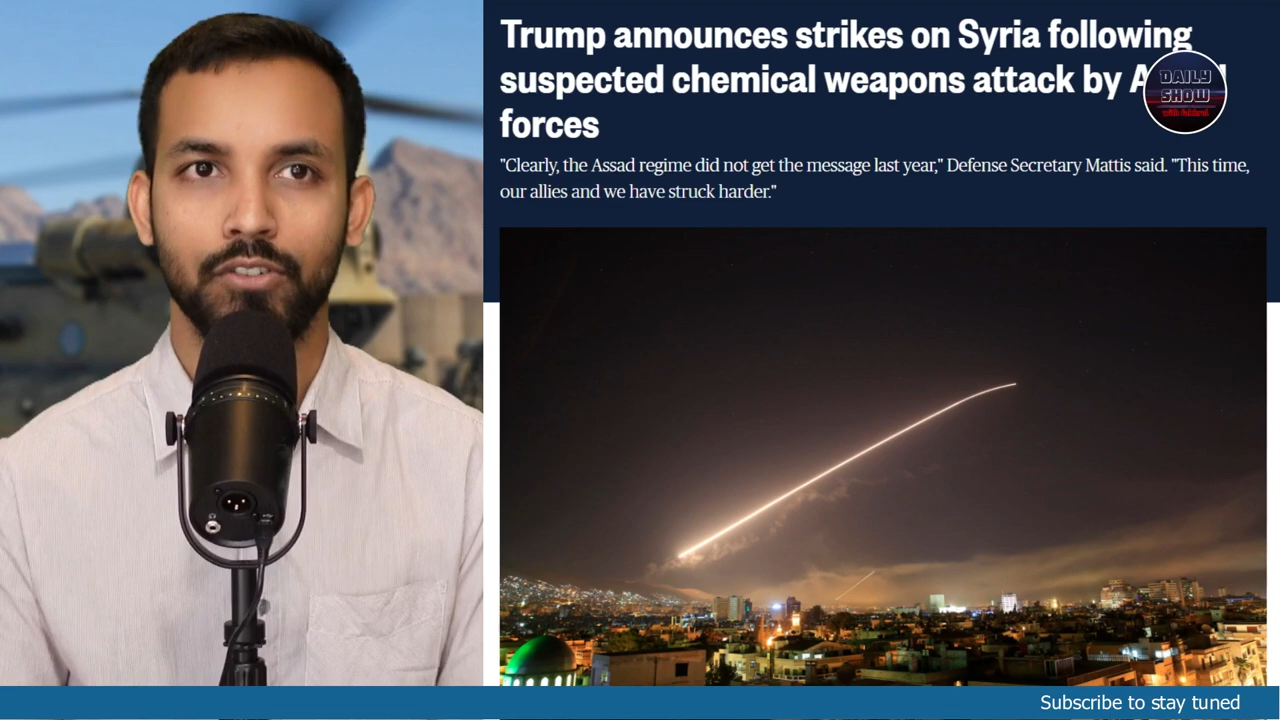 Trump announces strikes on Syria following
suspected chemical weapons attack by
forces
"Clearly, the Assad regime did not get the message last year," Defense Secretary Mattis said. "This time,
our allies and we have struck harder."
DAILY
SHOW
Subscribe to stay tuned